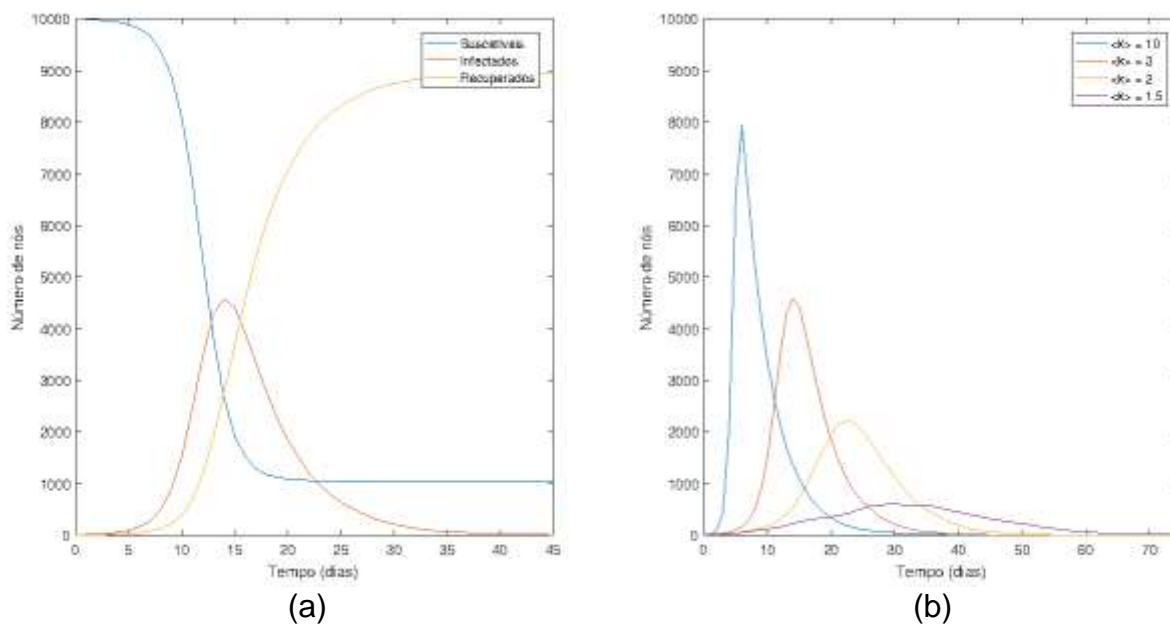 10000
9000
8000
7000
6000
5000
4000
3000
2000
1000
0
Número de nós
0 5 10 15 20 25 30 35 40 45
Tempo (dias)
Suscetíveis
Infectados
Recuperados
(a)
10000
9000
8000
7000
6000
5000
4000
3000
2000
1000
0
Número de nós
0 10 20 30 40 50 60 70
Tempo (dias)
<K> = 10
<K> = 3
<K> = 2
<K> = 1.5
(b)